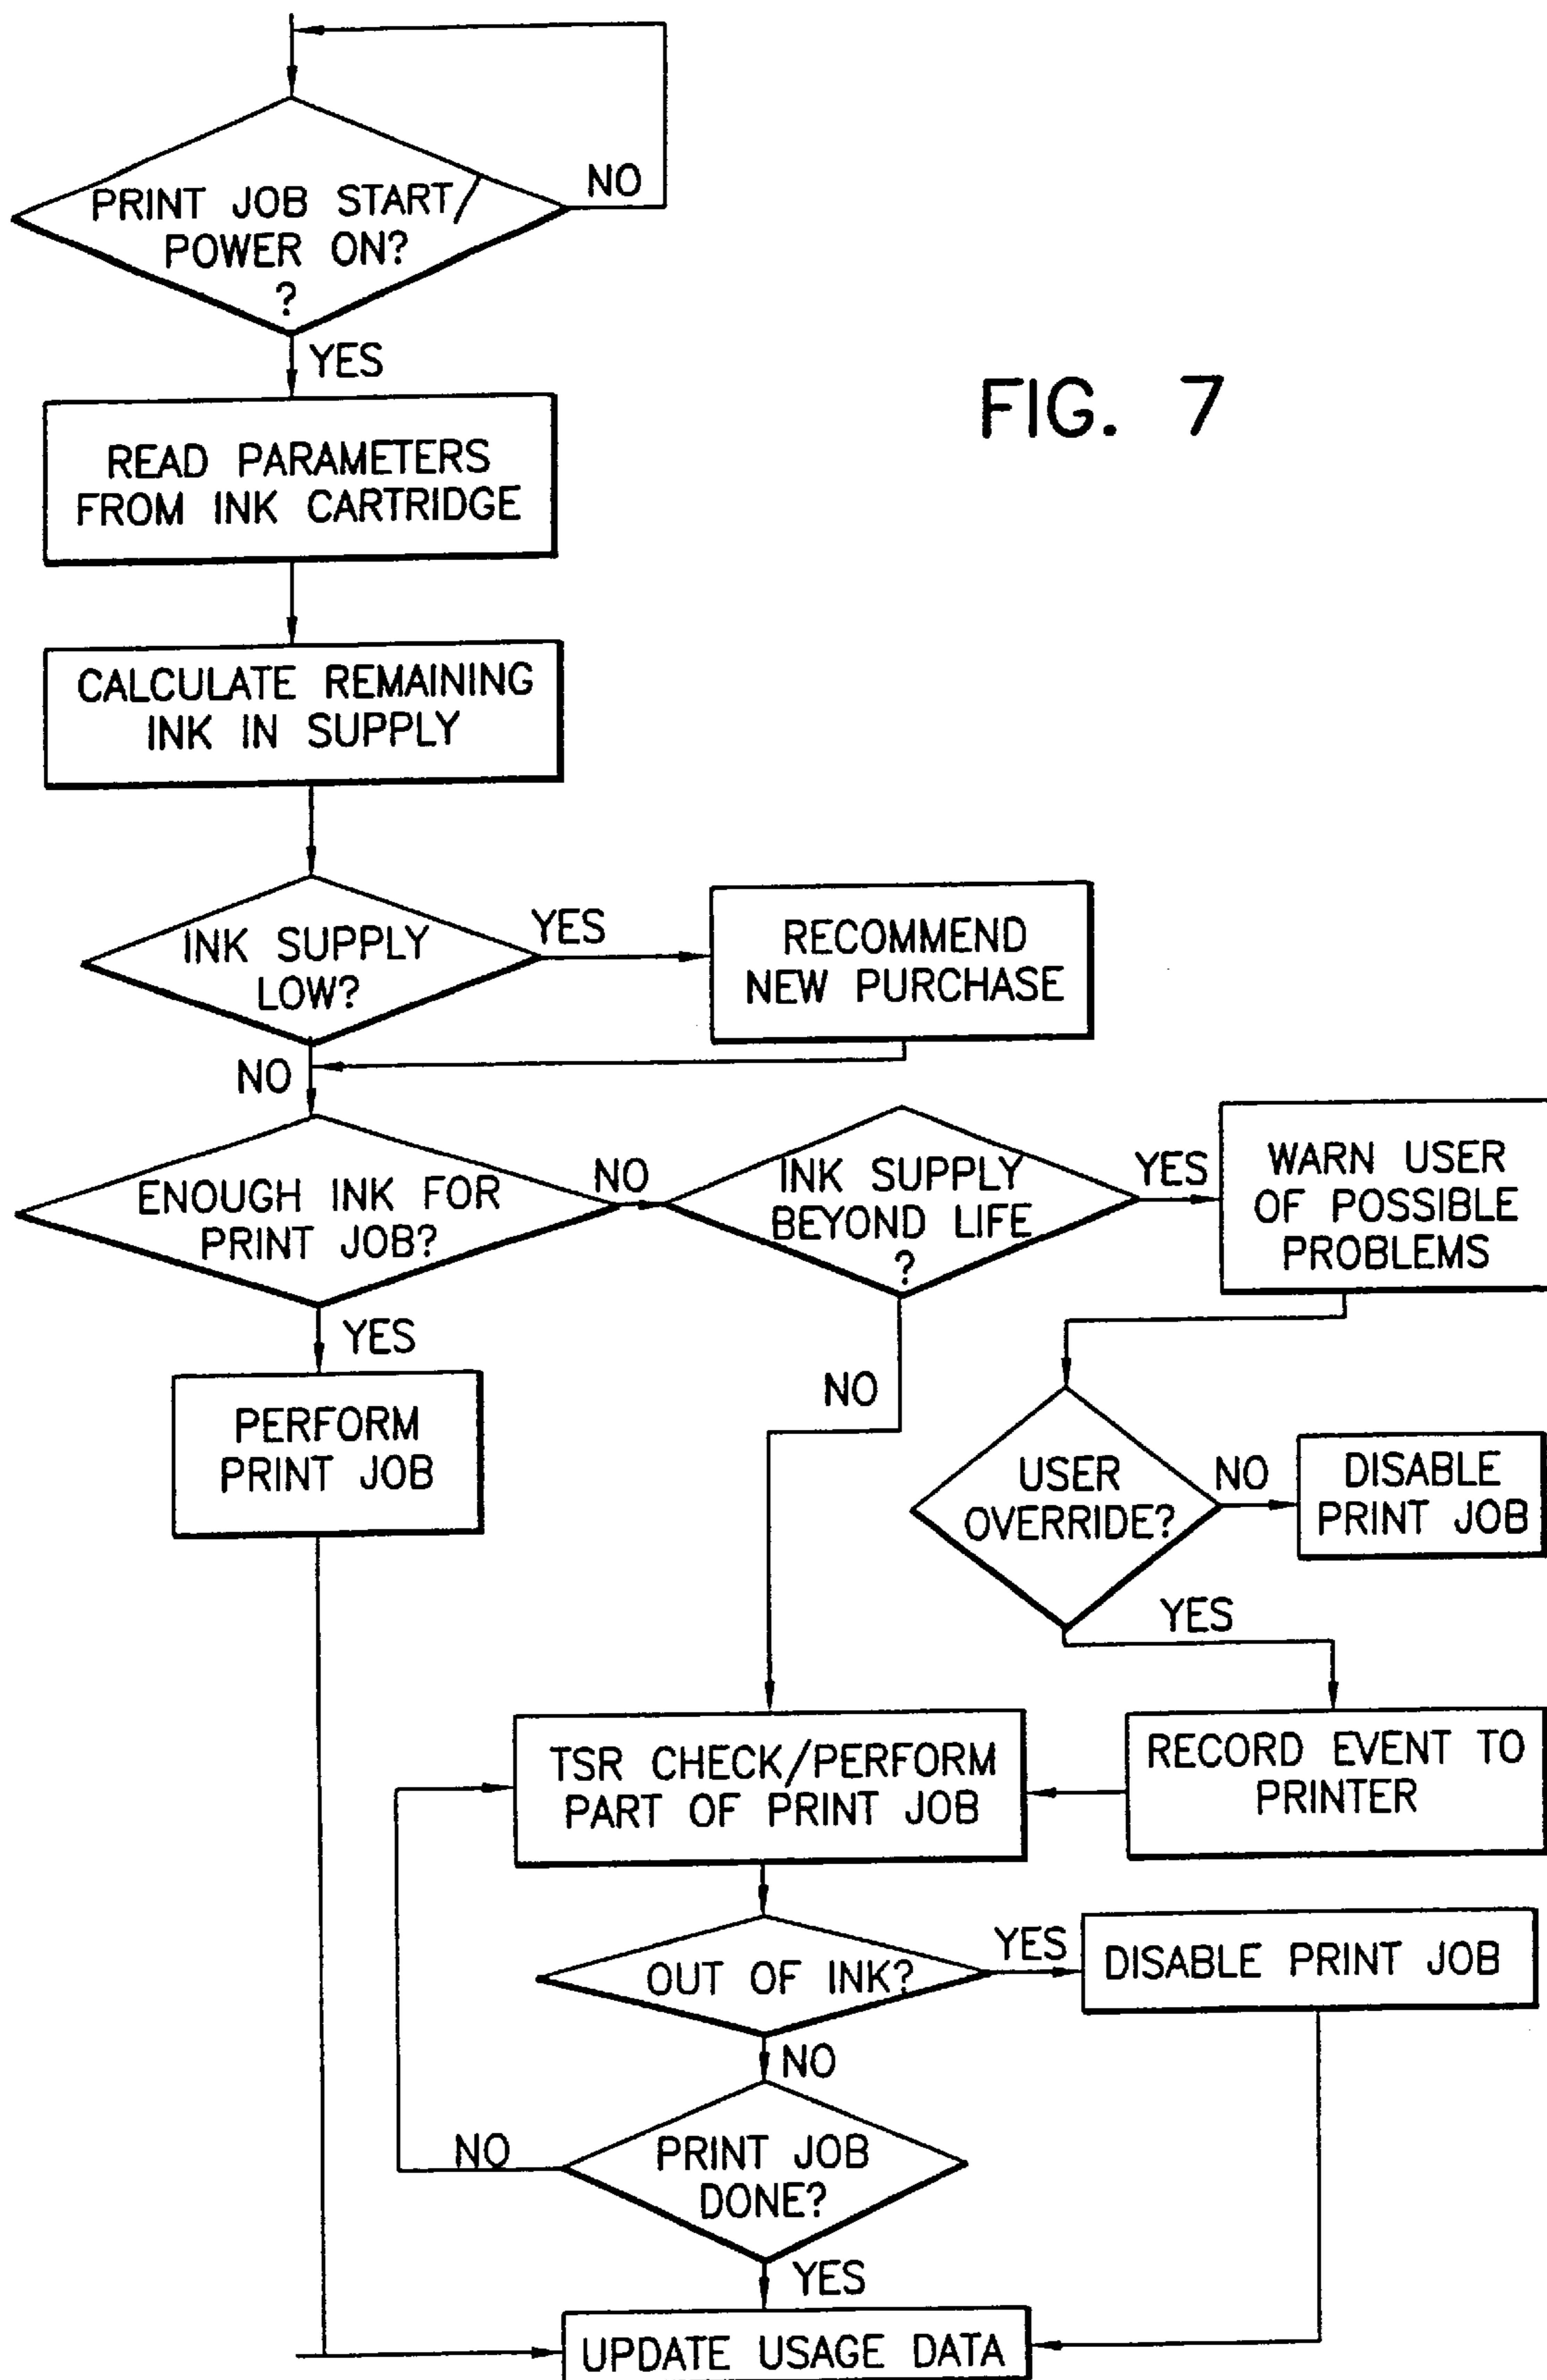 PRINT JOB START/
POWER ON?
?
NO
YES
FIG. 7
READ PARAMETERS
FROM INK CARTRIDGE
CALCULATE REMAINING
INK IN SUPPLY
INK SUPPLY
LOW?
YES
RECOMMEND
NEW PURCHASE
NO
ENOUGH INK FOR
PRINT JOB?
NO
INK SUPPLY
BEYOND LIFE
?
YES
WARN USER
OF POSSIBLE
PROBLEMS
YES
NO
PERFORM
PRINT JOB
USER
OVERRIDE?
NO
DISABLE
PRINT JOB
YES
TSR CHECK/PERFORM
PART OF PRINT JOB
RECORD EVENT TO
PRINTER
OUT OF INK?
YES
DISABLE PRINT JOB
NO
PRINT JOB
DONE?
NO
YES
UPDATE USAGE DATA